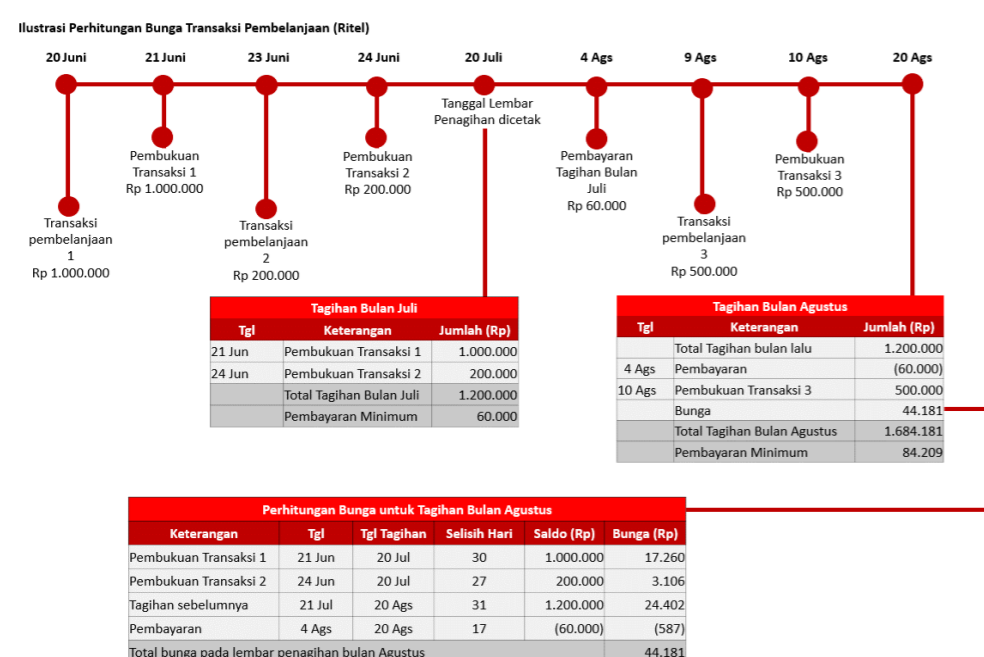 Ilustrasi Perhitungan Bunga Transaksi Pembelanjaan (Ritel)
20 Juni 21 Juni 23 Juni 24 Juni 20 Juli 4 Ags 9 Ags 10 Ags 20 Ags
Tanggal Lembar
Penagihan dicetak
Pembukuan
Transaksi 1
Rp 1.000.000
Pembukuan
Transaksi 2
Rp 200.000
Pembayaran
Tagihan Bulan
Juli
Rp 60.000
Pembukuan
Transaksi 3
Rp 500.000
Transaksi
pembelanjaan
1
Rp 1.000.000
Transaksi
pembelanjaan
2
Rp 200.000
Transaksi
pembelanjaan
3
Rp 500.000
Tagihan Bulan Juli
Tgl Keterangan Jumlah (Rp)
21 Jun Pembukuan Transaksi 1 1.000.000
24 Jun Pembukuan Transaksi 2 200.000
Total Tagihan Bulan Juli 1.200.000
Pembayaran Minimum 60.000
Tagihan Bulan Agustus
Tgl Keterangan Jumlah (Rp)
Total Tagihan bulan lalu 1.200.000
4 Ags Pembayaran (60.000)
10 Ags Pembukuan Transaksi 3 500.000
Bunga 44.181
Total Tagihan Bulan Agustus 1.684.181
Pembayaran Minimum 84.209
Perhitungan Bunga untuk Tagihan Bulan Agustus
Keterangan Tgl Tgl Tagihan Selisih Hari Saldo (Rp) Bunga (Rp)
Pembukuan Transaksi 1 21 Jun 20 Jul 30 1.000.000 17.260
Pembukuan Transaksi 2 24 Jun 20 Jul 27 200.000 3.106
Tagihan sebelumnya 21 Jul 20 Ags 31 1.200.000 24.402
Pembayaran 4 Ags 20 Ags 17 (60.000) (587)
Total bunga pada lembar penagihan bulan Agustus 44.181